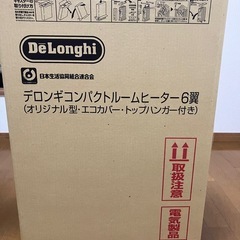 DeLonghi
日本生活協同組合連合会
デロンギコンパクトルームヒーター6翼
(オリジナル型・エコカバー・トップハンガー付き)
取扱注意
電気製品